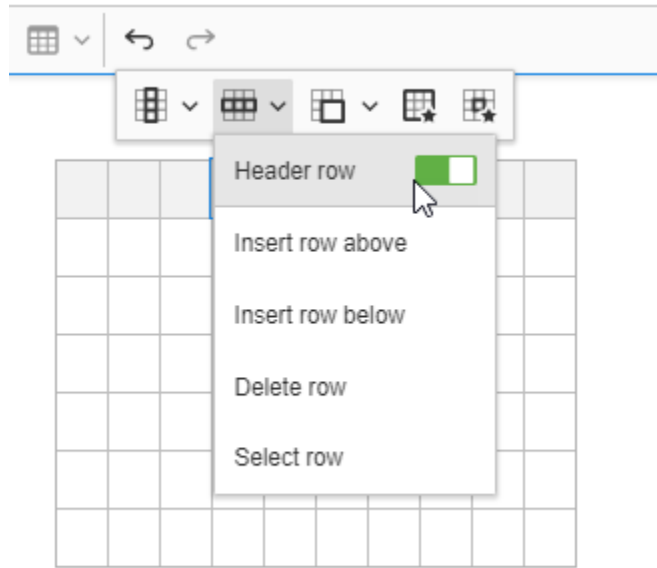 Header row
Insert row above
Insert row below
Delete row
Select row